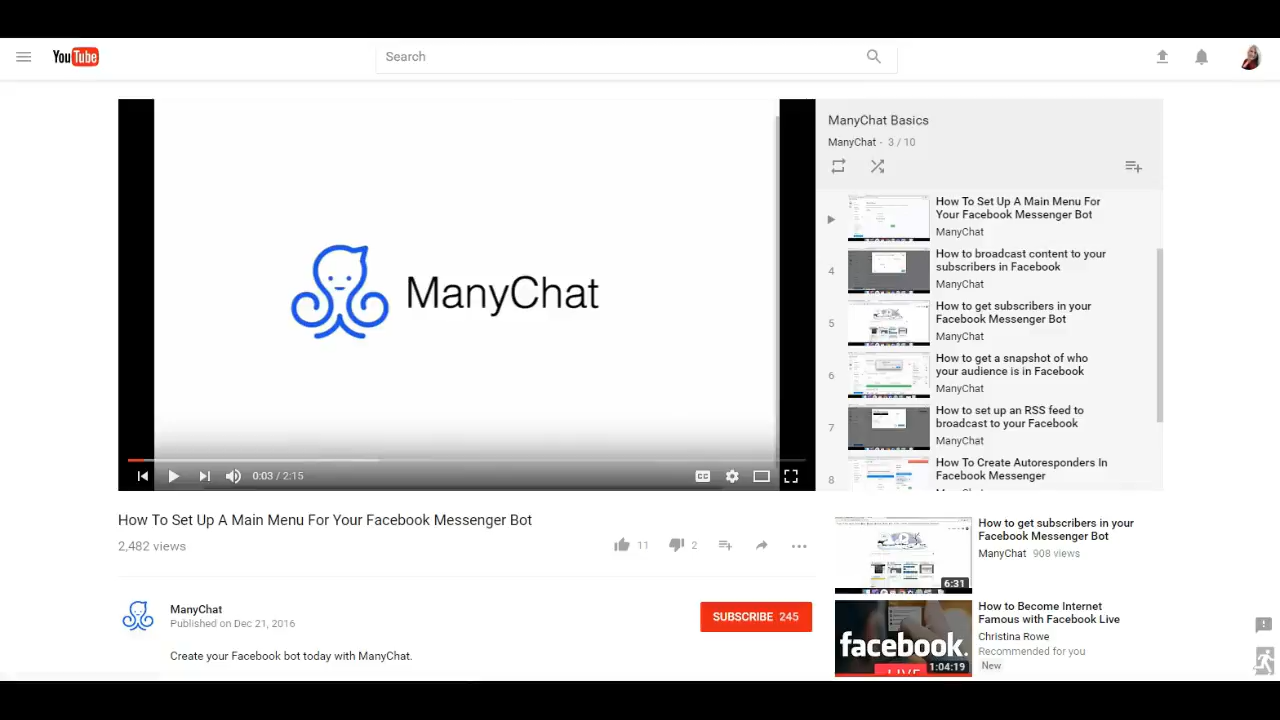 YouTube
Search
ManyChat
0:03 / 2:15
CC
ManyChat Basics
ManyChat - 3 / 10
How To Set Up A Main Menu For
Your Facebook Messenger Bot
ManyChat
4
How to broadcast content to your
subscribers in Facebook
ManyChat
5
How to get subscribers in your
Facebook Messenger Bot
ManyChat
6
How to get a snapshot of who
your audience is in Facebook
ManyChat
7
How to set up an RSS feed to
broadcast to your Facebook
ManyChat
8
How To Create Autoresponders In
Facebook Messenger
How To Set Up A Main Menu For Your Facebook Messenger Bot
2,482 views
11
2
ManyChat
Published on Dec 21, 2016
SUBSCRIBE 245
Create your Facebook bot today with ManyChat.
6:31
How to get subscribers in your
Facebook Messenger Bot
ManyChat 908 views
facebook.
LIVE
1:04:19
How to Become Internet
Famous with Facebook Live
Christina Rowe
Recommended for you
New